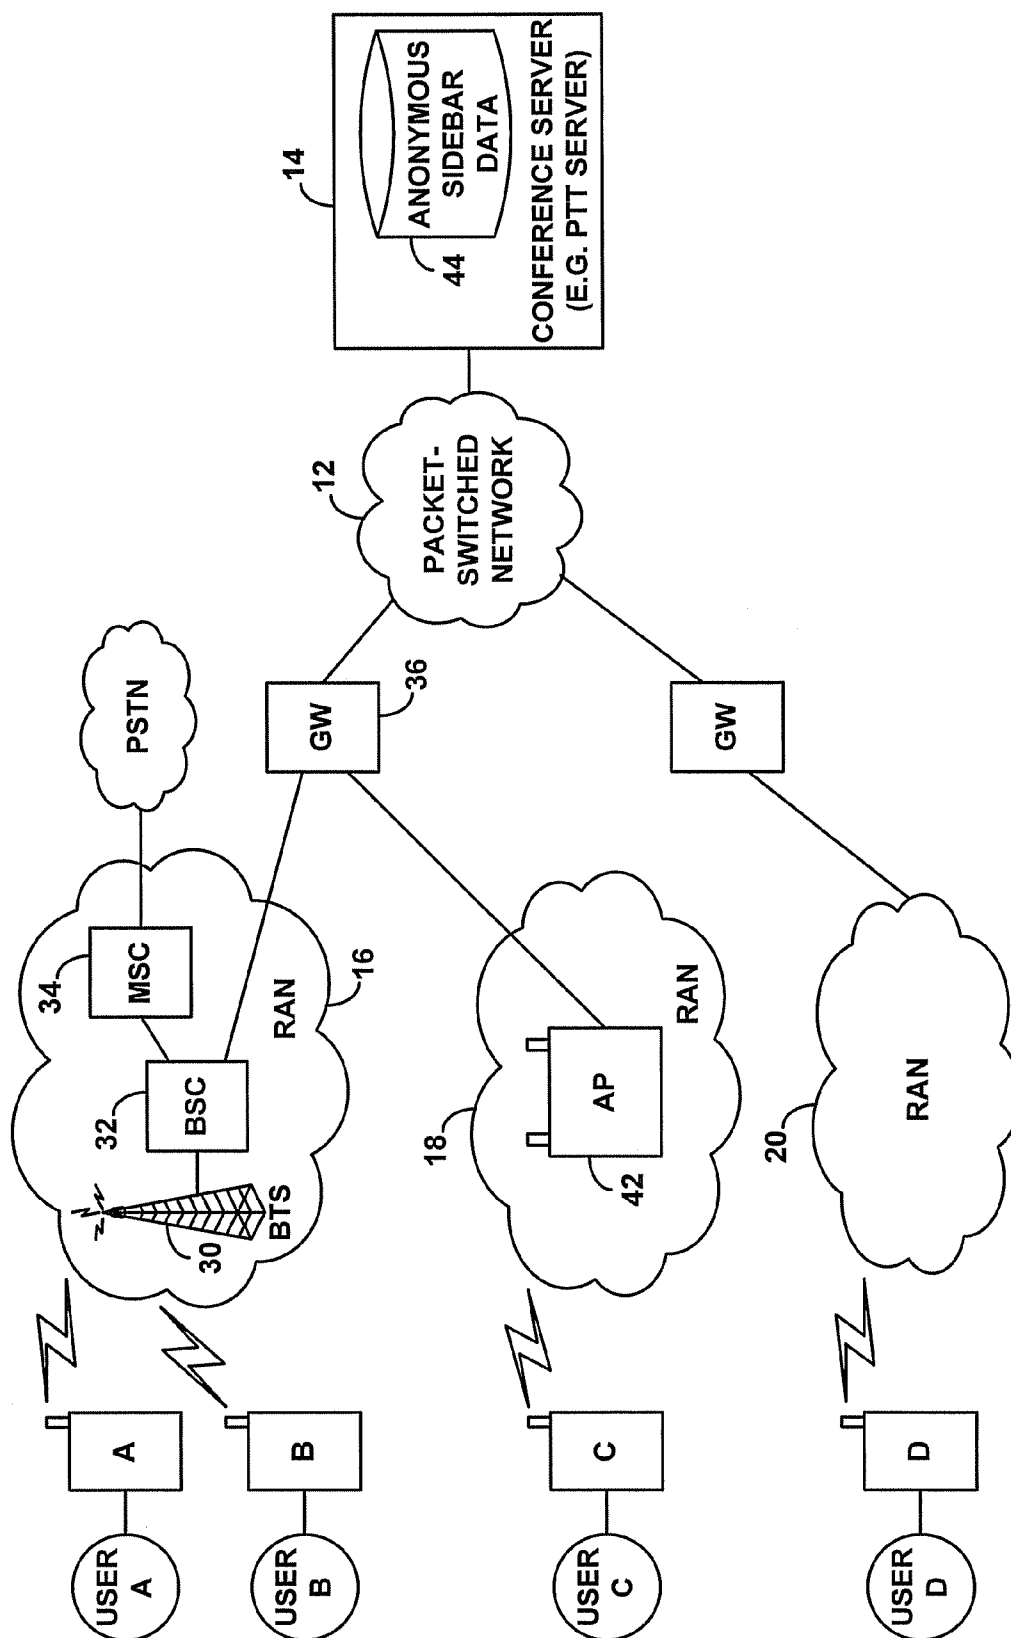 USER
A
A
USER
B
B
USER
C
C
USER
D
D
30
BTS
32
BSC
34
MSC
RAN
16
PSTN
18
42
AP
RAN
20
RAN
GW
36
GW
12
PACKET-
SWITCHED
NETWORK
14
44
ANONYMOUS
SIDEBAR
DATA
CONFERENCE SERVER
(E.G. PTT SERVER)